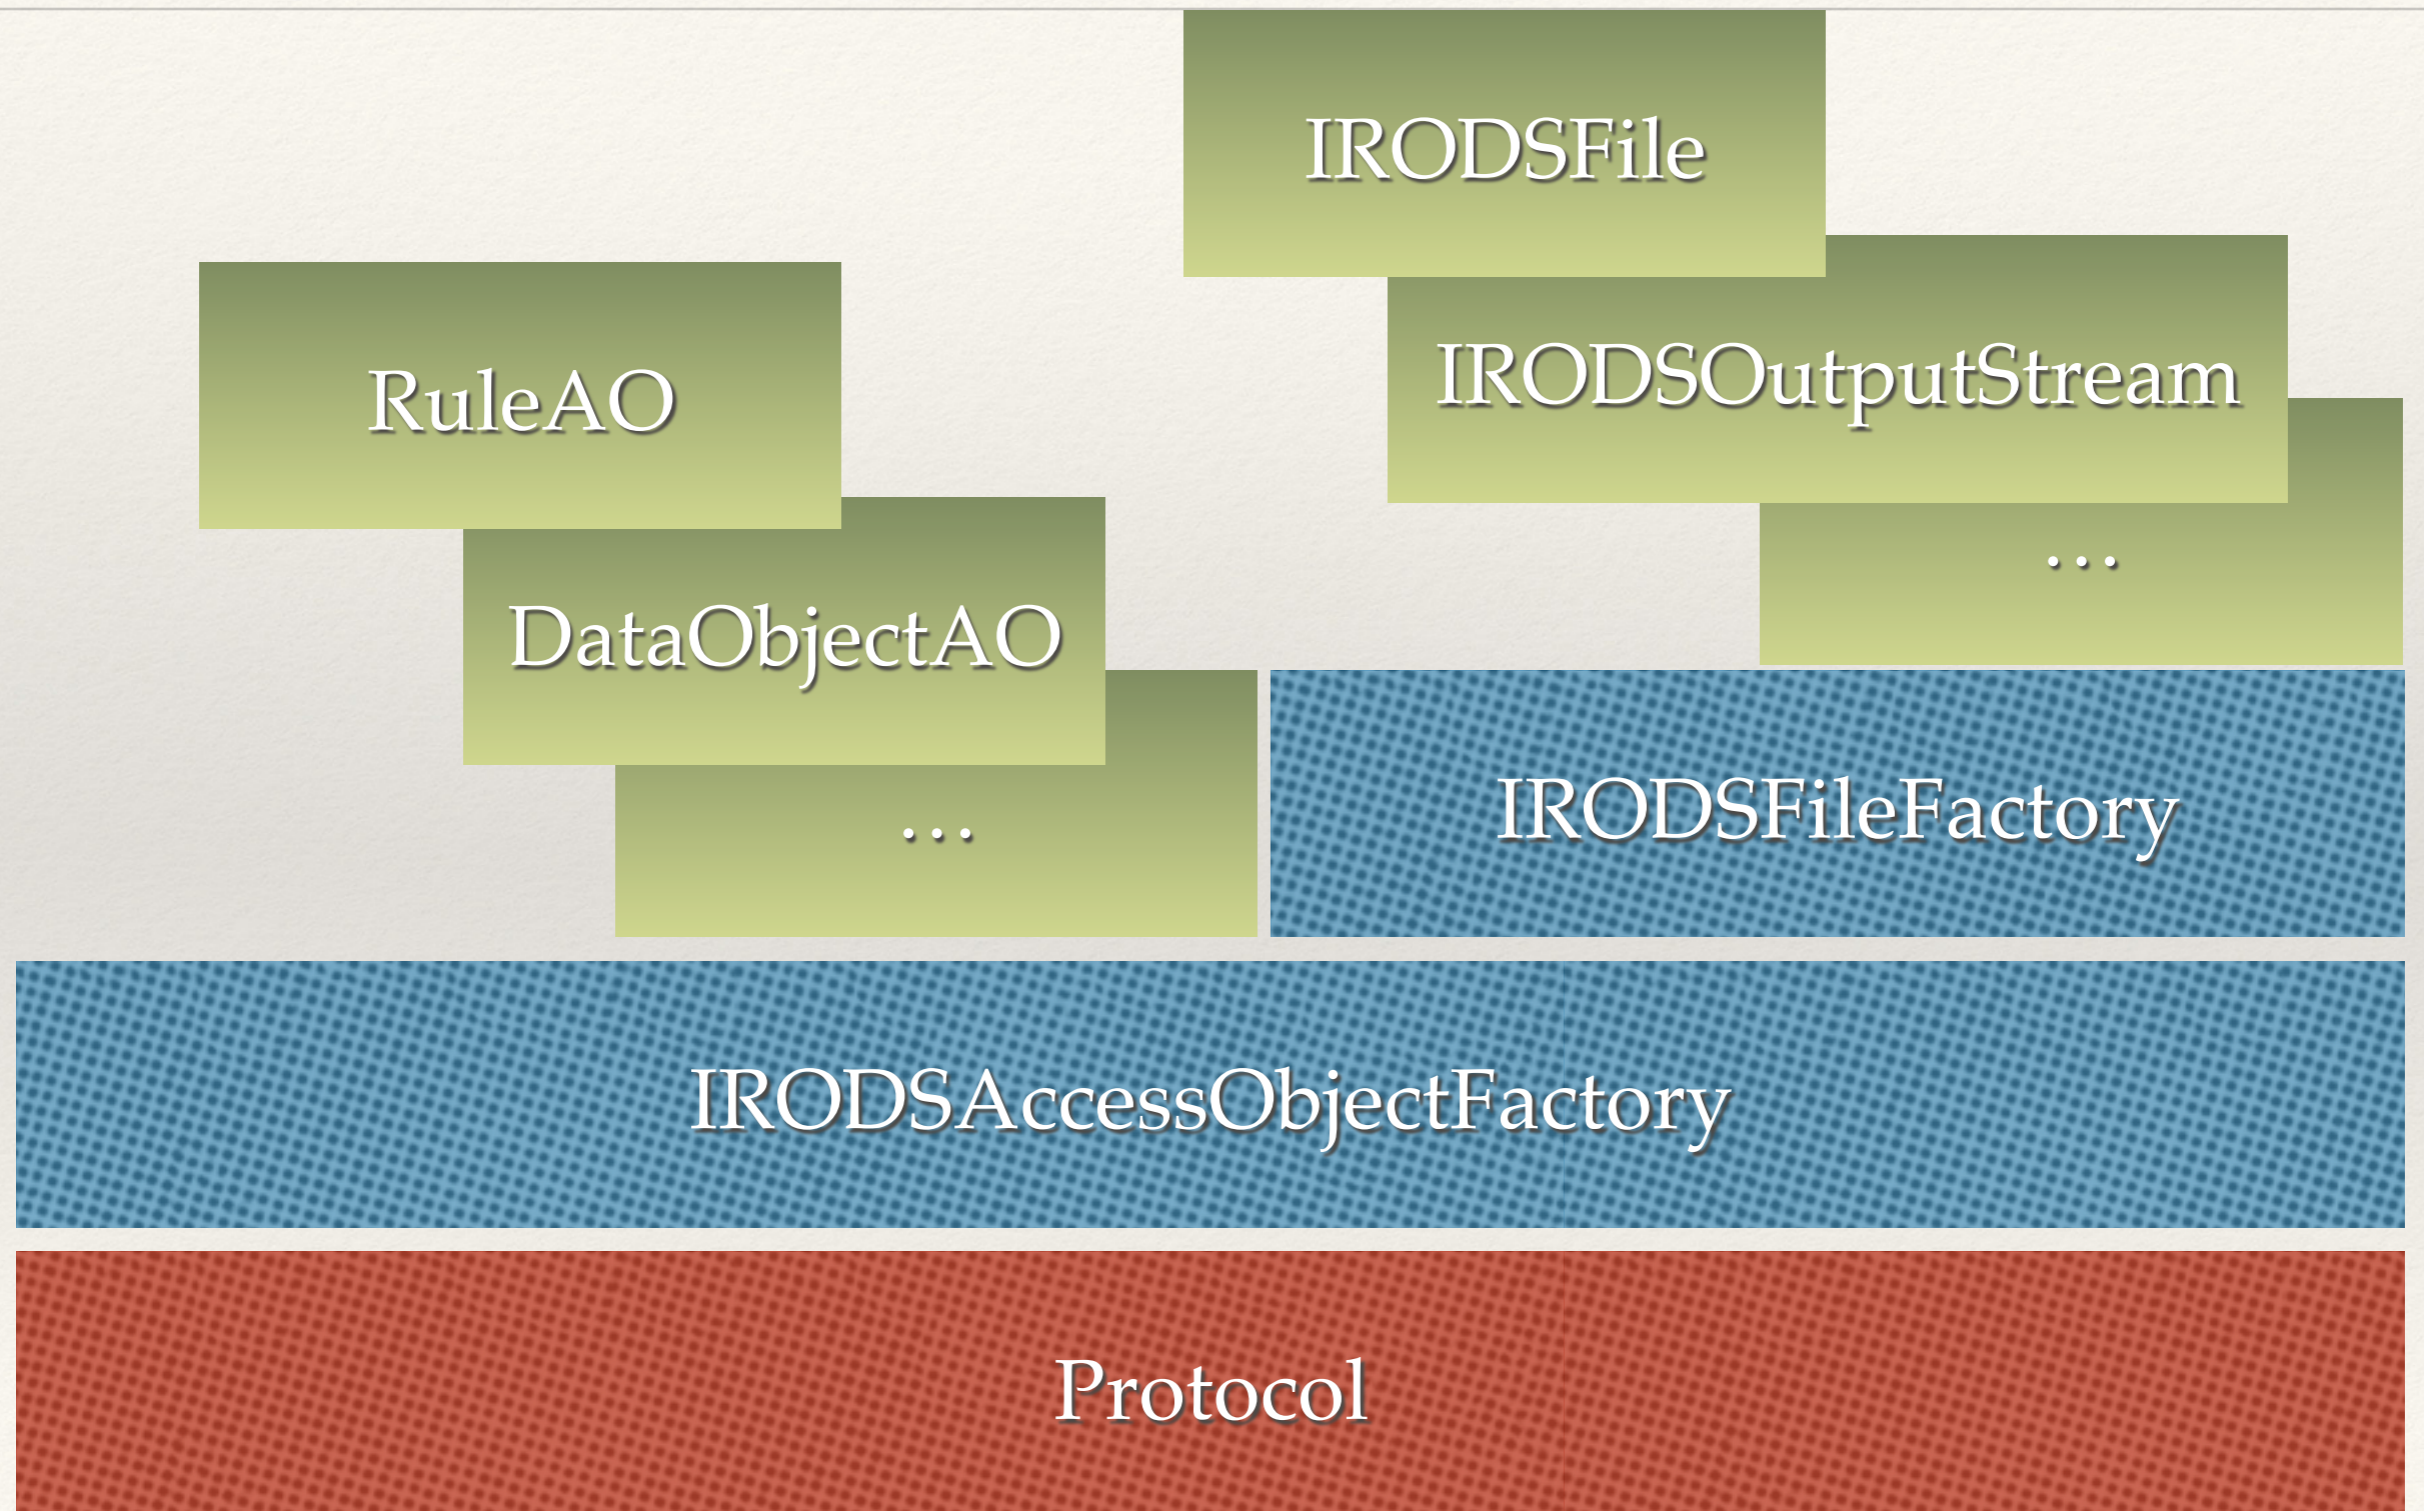 IRODSFile
RuleAO
IRODSOutputStream
...
DataObjectAO
...
IRODSFileFactory
IRODSAccessObjectFactory
Protocol